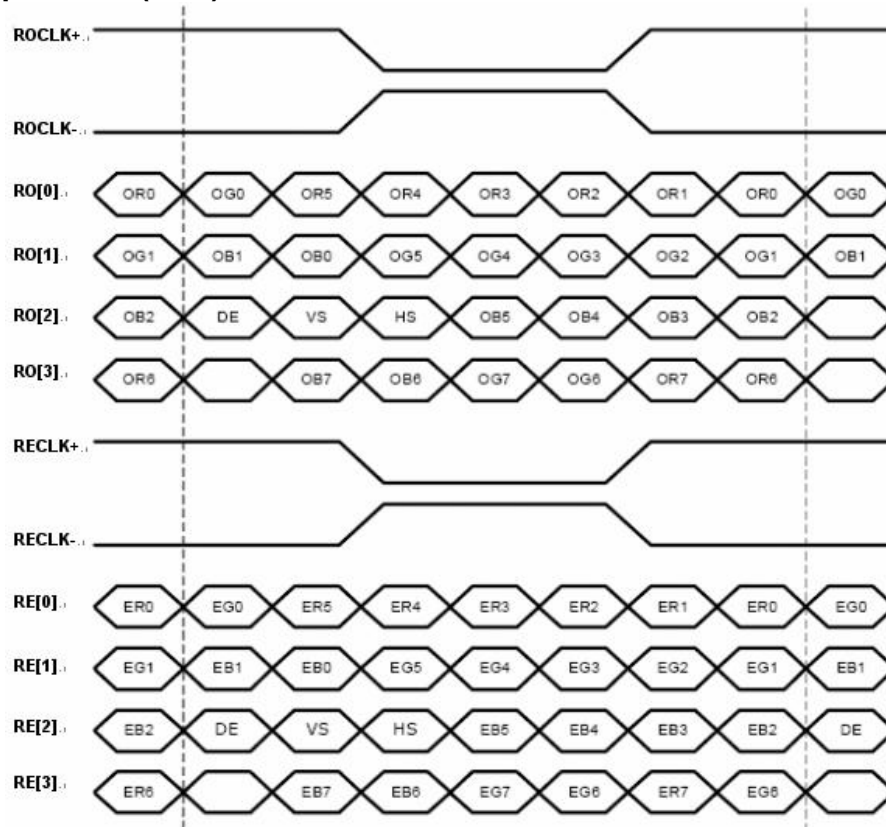 ROCLK+
ROCLK-
RO[0] OR0 OG0 OR5 OR4 OR3 OR2 OR1 OR0 OG0
RO[1] OG1 OB1 OB0 OG5 OG4 OG3 OG2 OG1 OB1
RO[2] OB2 DE VS HS OB5 OB4 OB3 OB2
RO[3] OR6 OB7 OB6 OG7 OG6 OR7 OR6
RECLK+
RECLK-
RE[0] ER0 EG0 ER5 ER4 ER3 ER2 ER1 ER0 EG0
RE[1] EG1 EB1 EB0 EG5 EG4 EG3 EG2 EG1 EB1
RE[2] EB2 DE VS HS EB5 EB4 EB3 EB2 DE
RE[3] ER6 EB7 EB6 EG7 EG6 ER7 EG6